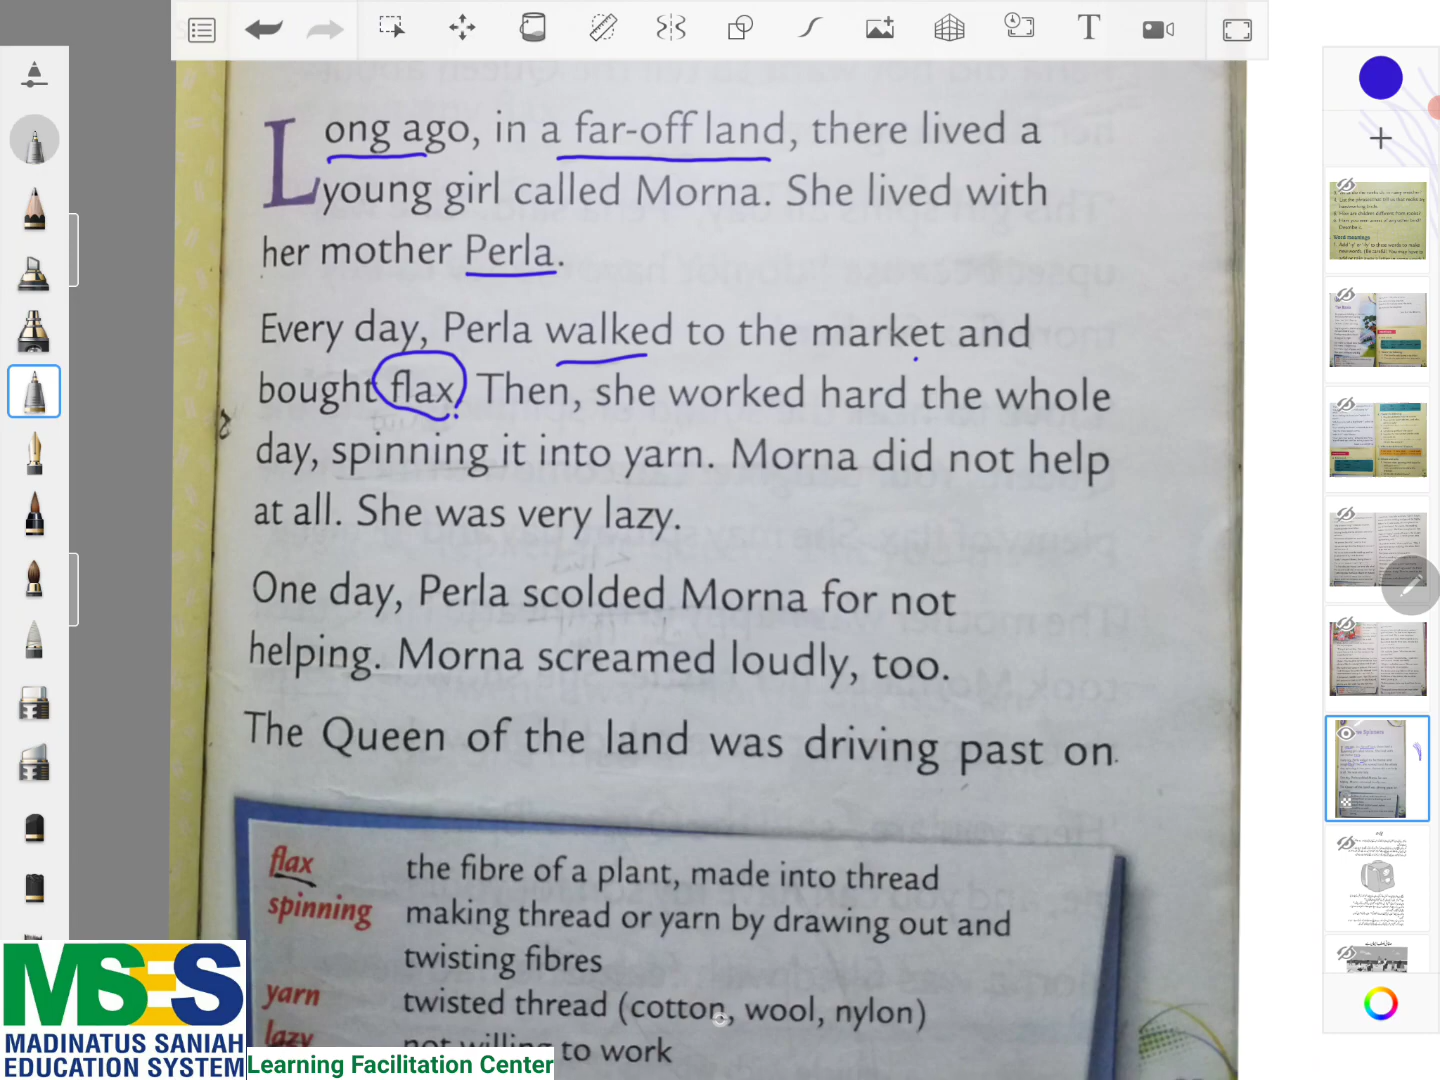 Long ago, in a far-off land, there lived a
young girl called Morna. She lived with
her mother Perla.
Every day, Perla walked to the market and
bought flax. Then, she worked hard the whole
day, spinning it into yarn. Morna did not help
at all. She was very lazy.
One day, Perla scolded Morna for not
helping. Morna screamed loudly, too.
The Queen of the land was driving past on
flax the fibre of a plant, made into thread
spinning making thread or yarn by drawing out and
twisting fibres
yarn twisted thread (cotton, wool, nylon)
lazy not willing to work
MSES
MADINATUS SANIAH
EDUCATION SYSTEM
Learning Facilitation Center
T